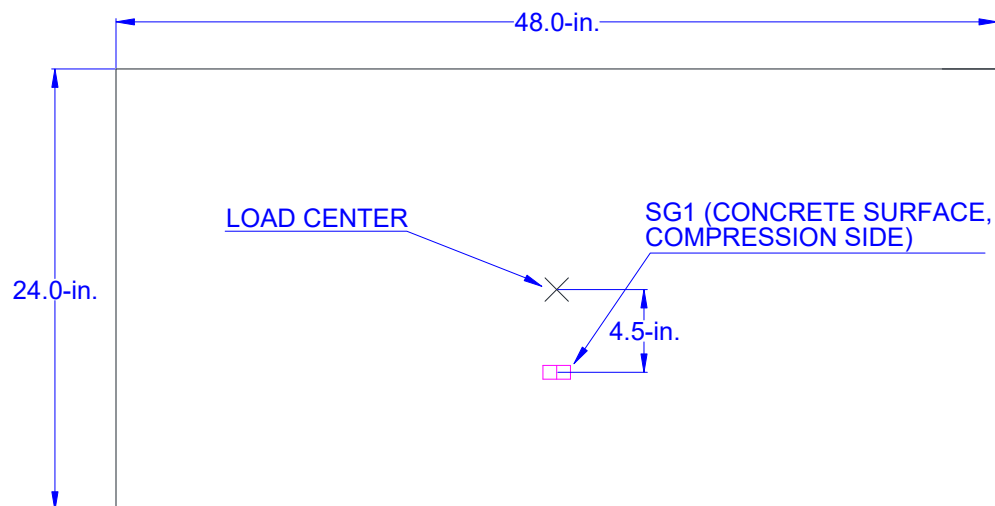 48.0-in.
LOAD CENTER
SG1 (CONCRETE SURFACE,
COMPRESSION SIDE)
24.0-in.
4.5-in.